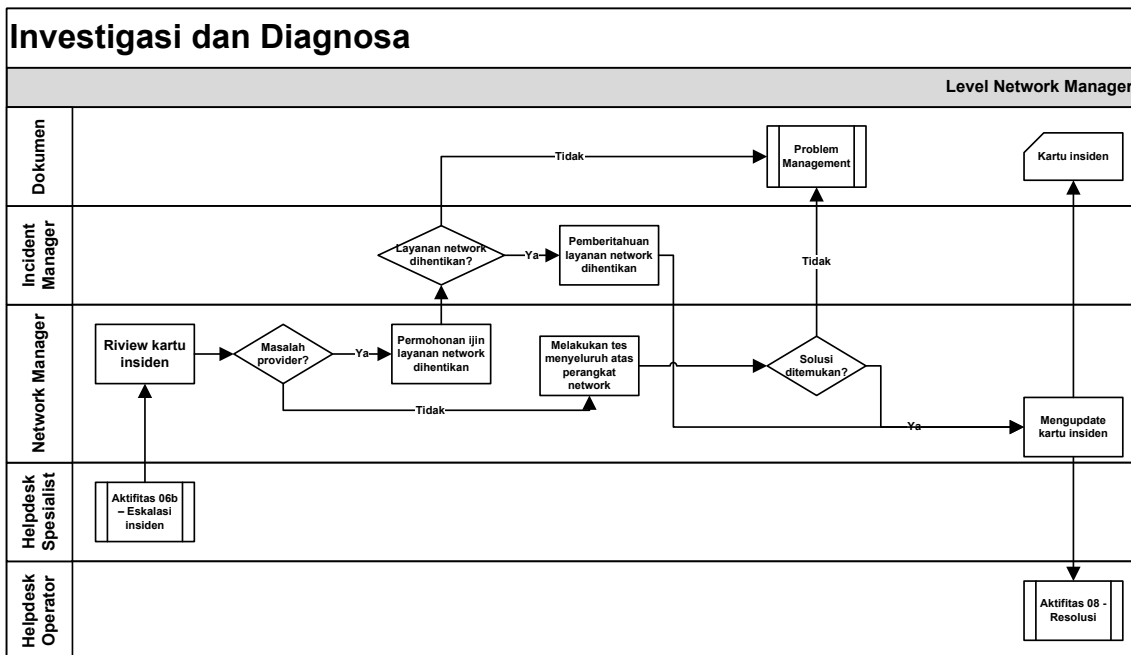 Investigasi dan Diagnosa
Level Network Manager
Dokumen
Tidak
Problem
Management
Kartu insiden
Incident
Manager
Layanan network
dihentikan?
Ya
Pemberitahuan
layanan network
dihentikan
Tidak
Network Manager
Riview kartu
insiden
Masalah
provider?
Ya
Permohonan ijin
layanan network
dihentikan
Melakukan tes
menyeluruh atas
perangkat
network
Solusi
ditemukan?
Tidak
Ya
Mengupdate
kartu insiden
Helpdesk
Spesialist
Aktifitas 06b
– Eskalasi
insiden
Helpdesk
Operator
Aktifitas 08 -
Resolusi